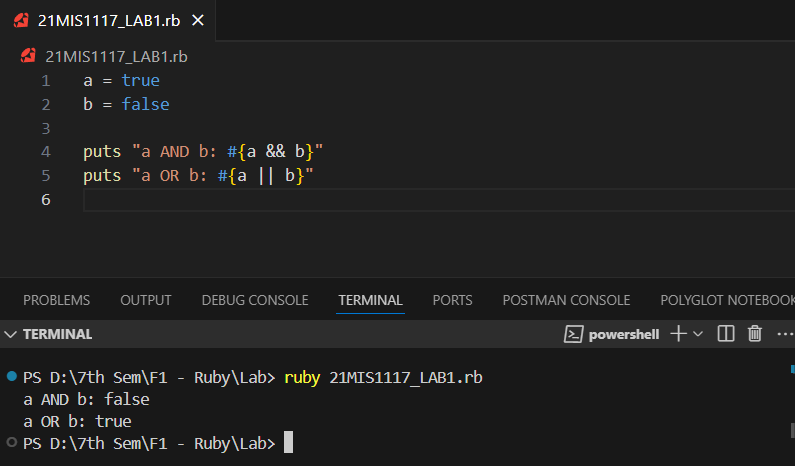 21MIS1117_LAB1.rb
21MIS1117_LAB1.rb
1 a = true
2 b = false
3
4 puts "a AND b: #{a && b}"
5 puts "a OR b: #{a || b}"
6
PROBLEMS OUTPUT DEBUG CONSOLE TERMINAL PORTS POSTMAN CONSOLE POLYGLOT NOTEBOOK
TERMINAL powershell
PS D:\7th Sem\F1 - Ruby\Lab> ruby 21MIS1117_LAB1.rb
a AND b: false
a OR b: true
PS D:\7th Sem\F1 - Ruby\Lab>